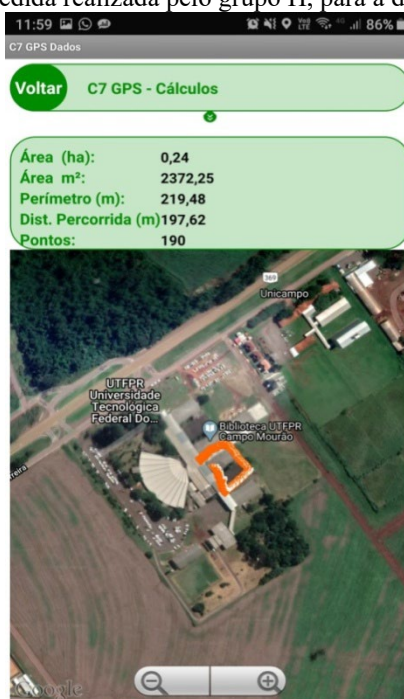 edida realizada pelo grupo II, para a d
11:59 86%
C7 GPS Dados
Voltar C7 GPS - Cálculos
Área (ha): 0,24
Área m²: 2372,25
Perímetro (m): 219,48
Dist. Percorrida (m)197,62
Pontos: 190
369
Unicampo
UTFPR
Universidade
Tecnológica
Federal Do...
Biblioteca UTFPR
Campo Mourão
reira
Google